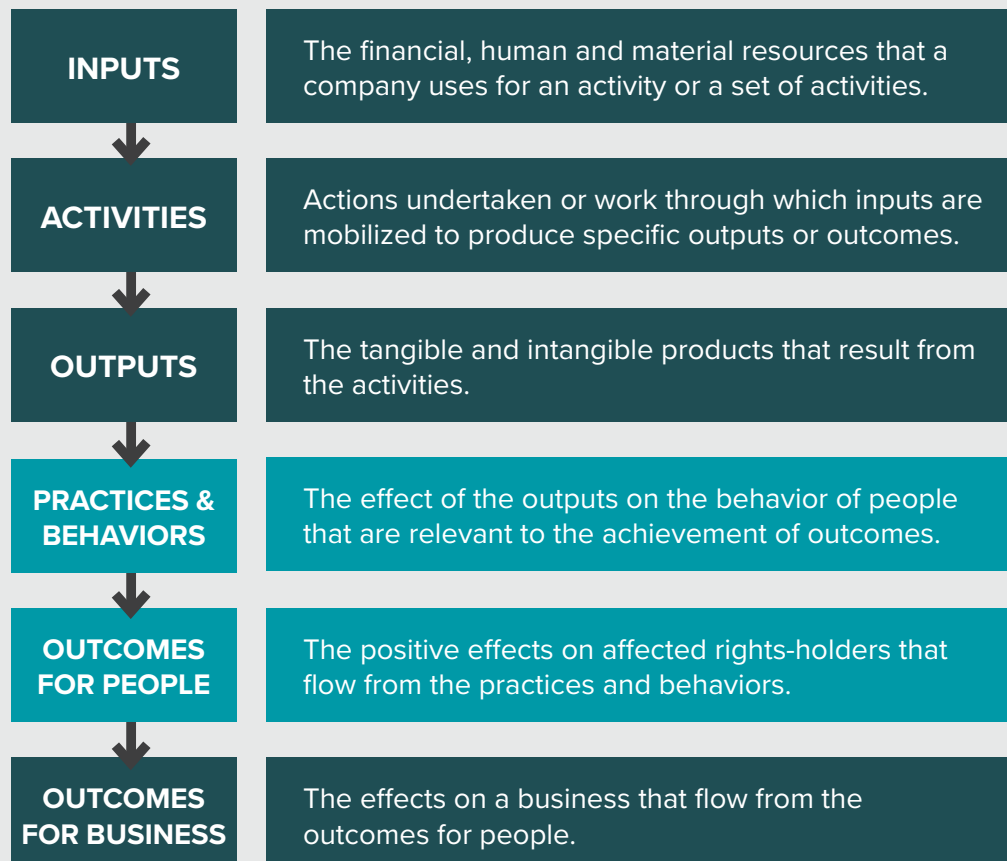 INPUTS
The financial, human and material resources that a
company uses for an activity or a set of activities.
ACTIVITIES
Actions undertaken or work through which inputs are
mobilized to produce specific outputs or outcomes.
OUTPUTS
The tangible and intangible products that result from
the activities.
PRACTICES &
BEHAVIORS
The effect of the outputs on the behavior of people
that are relevant to the achievement of outcomes.
OUTCOMES
FOR PEOPLE
The positive effects on affected rights-holders that
flow from the practices and behaviors.
OUTCOMES
FOR BUSINESS
The effects on a business that flow from the
outcomes for people.